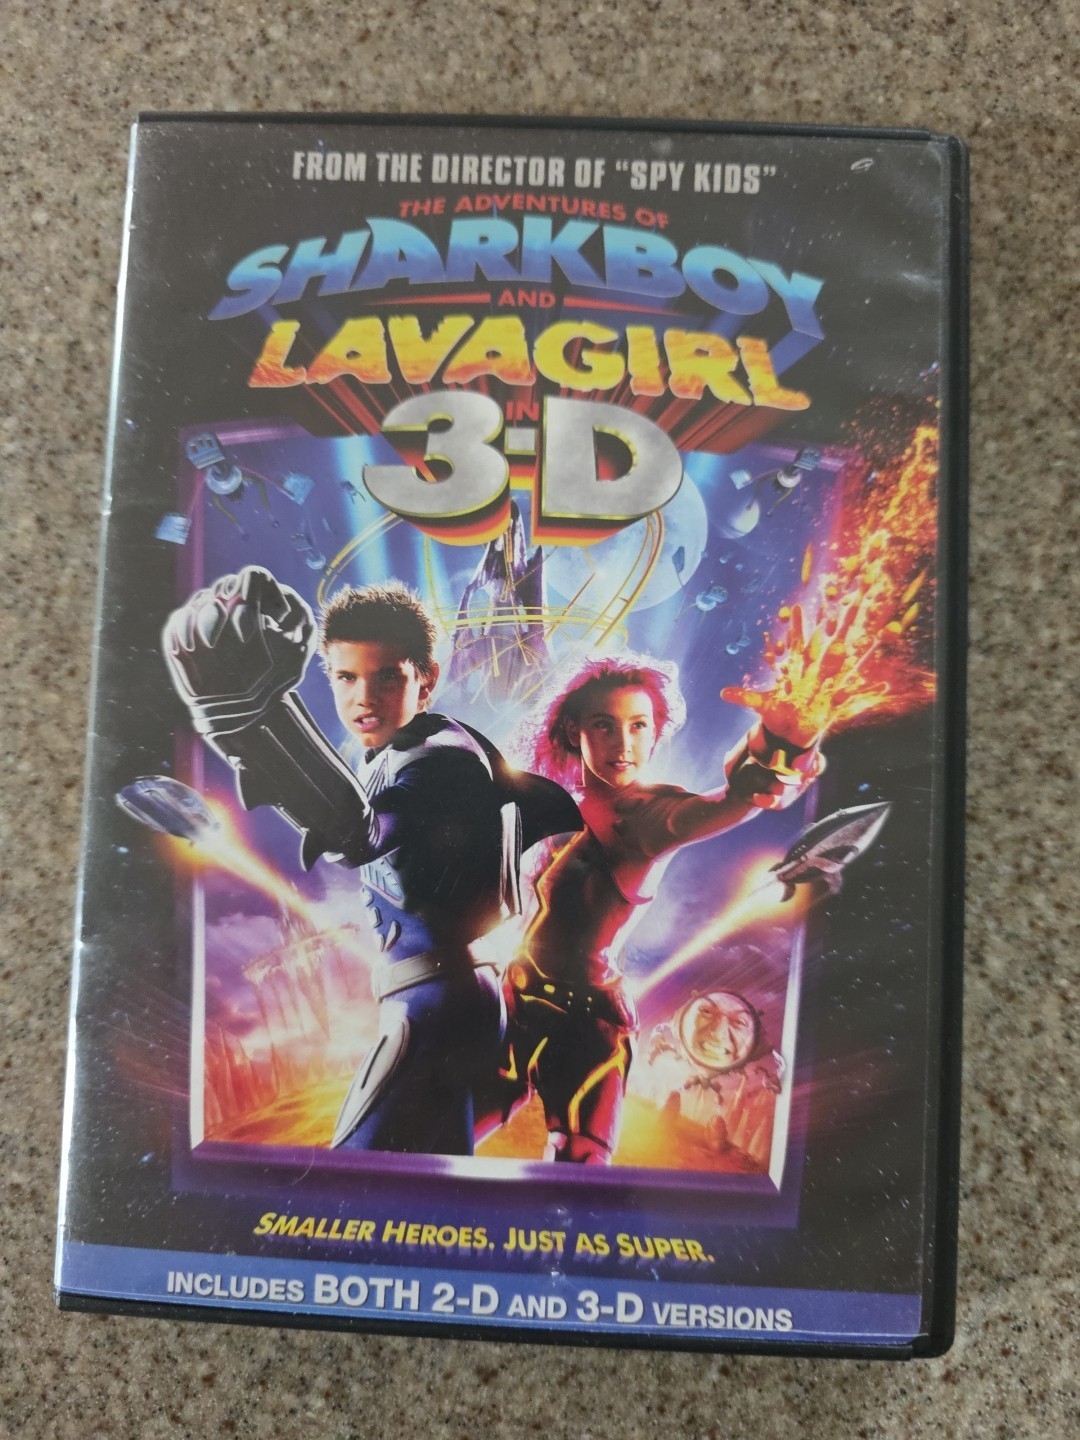 FROM THE DIRECTOR OF “SPY KIDS”
THE ADVENTURES OF
SHARKBOY
AND
LAVAGIRL
IN
3-D
SMALLER HEROES. JUST AS SUPER.
INCLUDES BOTH 2-D AND 3-D VERSIONS